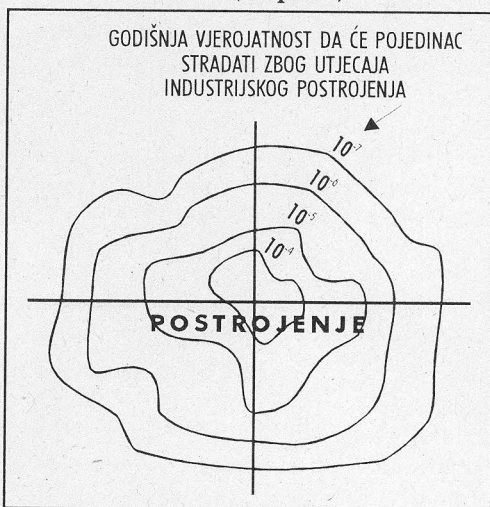 GODIŠNJA VJEROJATNOST DA ĆE POJEDINAC
STRADATI ZBOG UTJECAJA
INDUSTRIJSKOG POSTROJENJA
10⁻⁷
10⁻⁶
10⁻⁵
10⁻⁴
POSTROJENJE